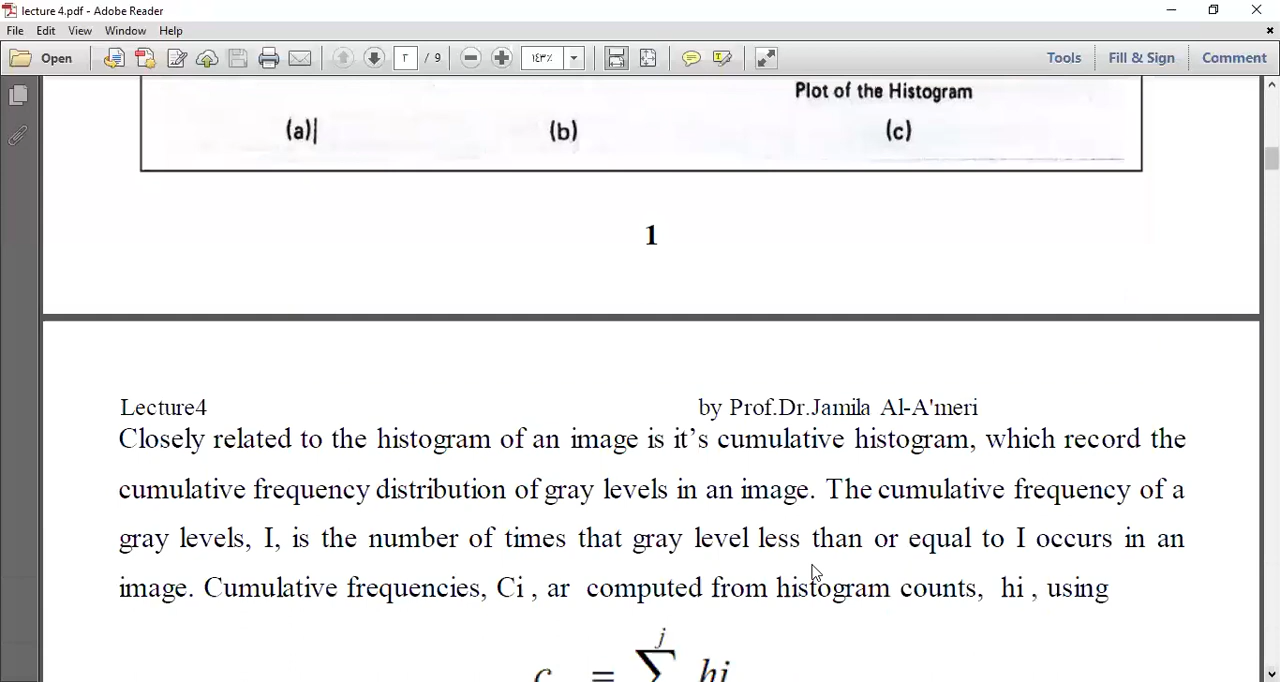 lecture 4.pdf - Adobe Reader
File Edit View Window Help
Open ٢ / 9 ١٤٣% Tools Fill & Sign Comment
Plot of the Histogram
(a) (b) (c)
1
Lecture4 by Prof.Dr.Jamila Al-A'meri
Closely related to the histogram of an image is it’s cumulative histogram, which record the
cumulative frequency distribution of gray levels in an image. The cumulative frequency of a
gray levels, I, is the number of times that gray level less than or equal to I occurs in an
image. Cumulative frequencies, Ci , ar computed from histogram counts, hi , using
j
c = ∑ hi